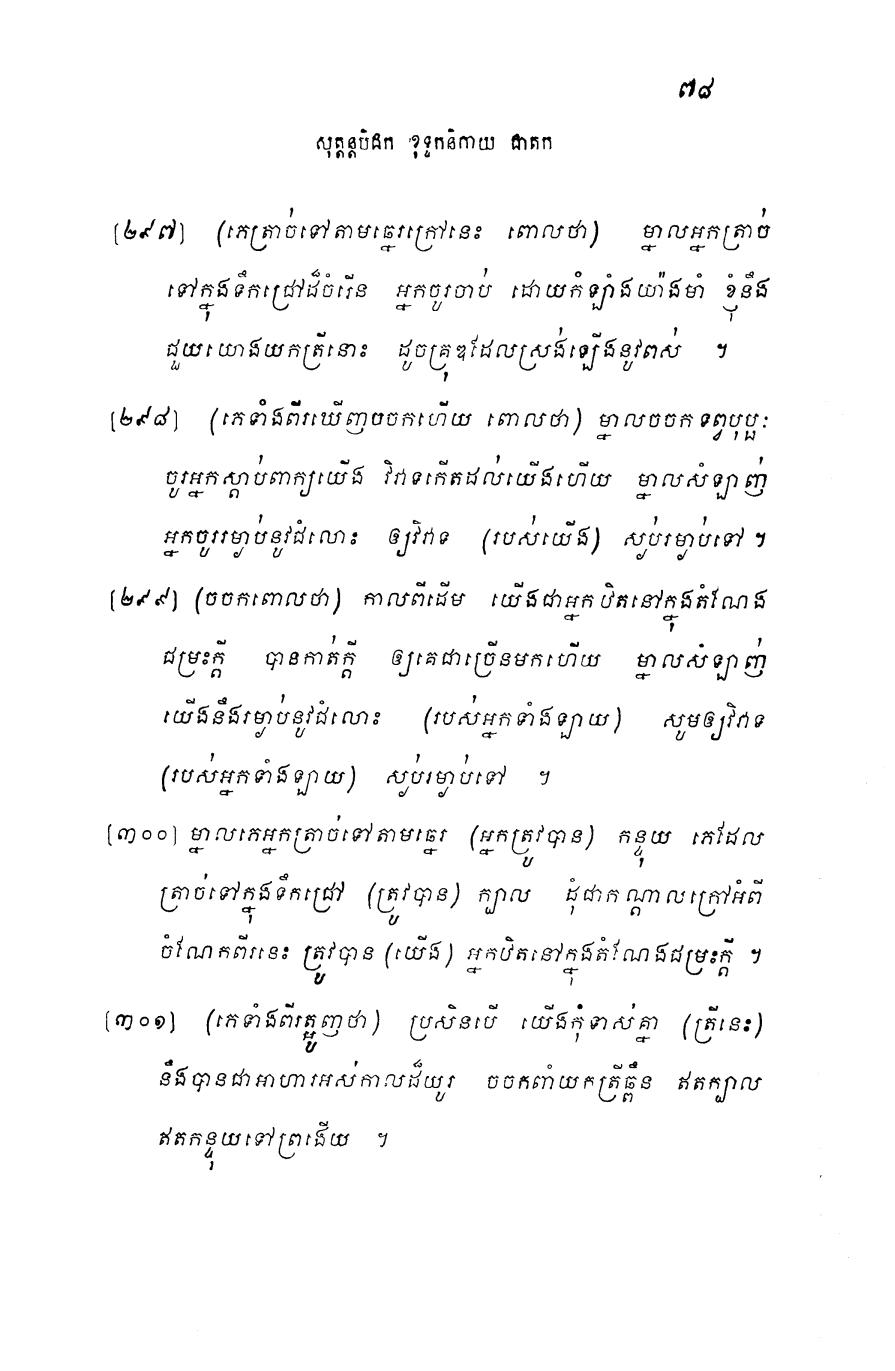 ៧៨
សុត្តន្តបិដក ខុទ្ទកនិកាយ ជាតក
[២៩៧] (ភេត្រាច់ទៅតាមឆ្នេរក្រៅនេះ ពោលថា) ម្នាលអ្នកត្រាច់
ទៅក្នុងទឹកជ្រៅដ៏ចំរើន អ្នកចូរចាប់ ដោយកំឡាំងយ៉ាងមាំ ខ្ញុំនឹង
ជួយយោងយកត្រីនោះ ដូចគ្រុឌដែលស្រង់ឡើងនូវពស់ ។
[២៩៨] (ភេទាំងពីរឃើញចចកហើយ ពោលថា) ម្នាលចចកទព្វបុប្ផៈ
ចូរអ្នកស្តាប់ពាក្យយើង វិវាទកើតដល់យើងហើយ ម្នាលសំឡាញ់
អ្នកចូររម្ងាប់នូវជំលោះ ឲ្យវិវាទ (របស់យើង) ស្ងប់រម្ងាប់ទៅ ។
[២៩៩] (ចចកពោលថា) កាលពីដើម យើងជាអ្នកឋិតនៅក្នុងតំណែង
ជម្រះក្តី បានកាត់ក្តី ឲ្យគេជាច្រើនមកហើយ ម្នាលសំឡាញ់
យើងនឹងរម្ងាប់នូវជំលោះ (របស់អ្នកទាំងឡាយ) សូមឲ្យវិវាទ
(របស់អ្នកទាំងឡាយ) ស្ងប់រម្ងាប់ទៅ ។
[៣០០] ម្នាលភេអ្នកត្រាច់ទៅតាមឆ្នេរ (អ្នកត្រូវបាន) កន្ទុយ ភេដែល
ត្រាច់ទៅក្នុងទឹកជ្រៅ (ត្រូវបាន) ក្បាល ដុំជាកណ្តាលក្រៅអំពី
ចំណែកពីរនេះ ត្រូវបាន (យើង) អ្នកឋិតនៅក្នុងតំណែងជម្រះក្តី ។
[៣០១] (ភេទាំងពីរត្អូញថា) ប្រសិនបើ យើងកុំទាស់គ្នា (ត្រីនេះ)
នឹងបានជាអាហារអស់កាលដ៏យូរ ចចកពាំយកត្រីឆ្ពឹន ឥតក្បាល
ឥតកន្ទុយទៅព្រងើយ ។